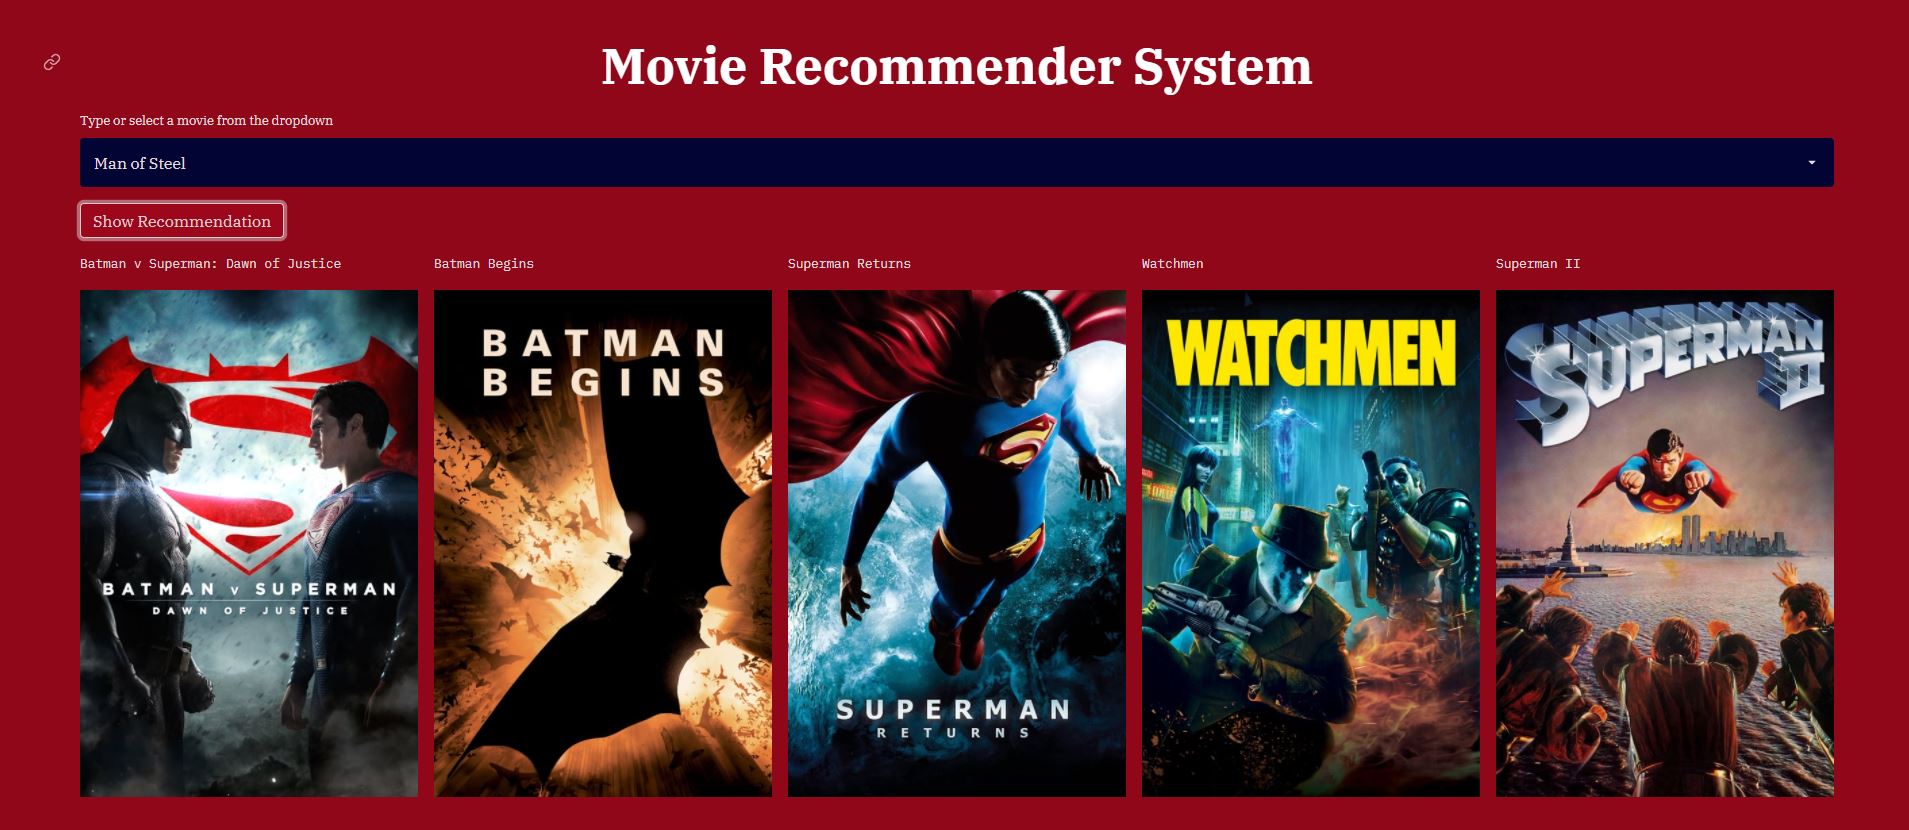 Movie Recommender System
Type or select a movie from the dropdown
Man of Steel
Show Recommendation
Batman v Superman: Dawn of Justice
Batman Begins
Superman Returns
Watchmen
Superman II
BATMAN v SUPERMAN
DAWN OF JUSTICE
BATMAN
BEGINS
SUPERMAN
RETURNS
WATCHMEN
SUPERMAN
II